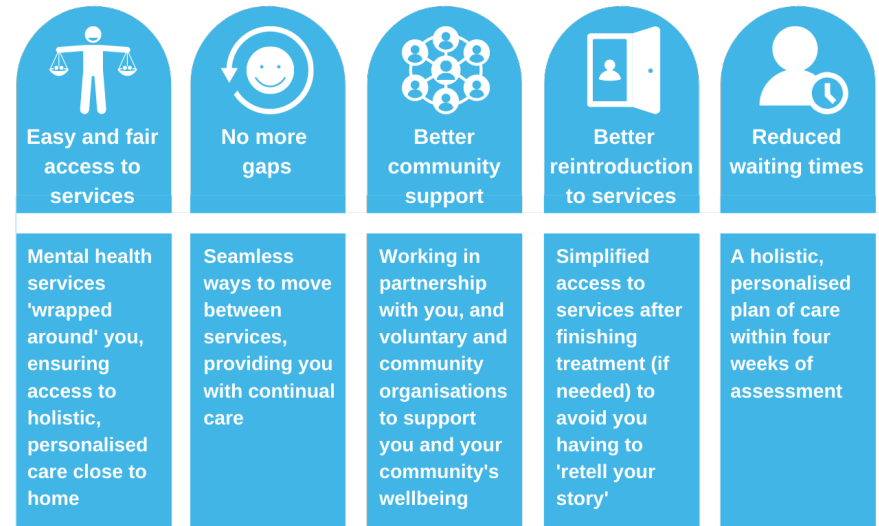 Easy and fair
access to
services
No more
gaps
Better
community
support
Better
reintroduction
to services
Reduced
waiting times
Mental health
services
'wrapped
around' you,
ensuring
access to
holistic,
personalised
care close to
home
Seamless
ways to move
between
services,
providing you
with continual
care
Working in
partnership
with you, and
voluntary and
community
organisations
to support
you and your
community's
wellbeing
Simplified
access to
services after
finishing
treatment (if
needed) to
avoid you
having to
'retell your
story'
A holistic,
personalised
plan of care
within four
weeks of
assessment